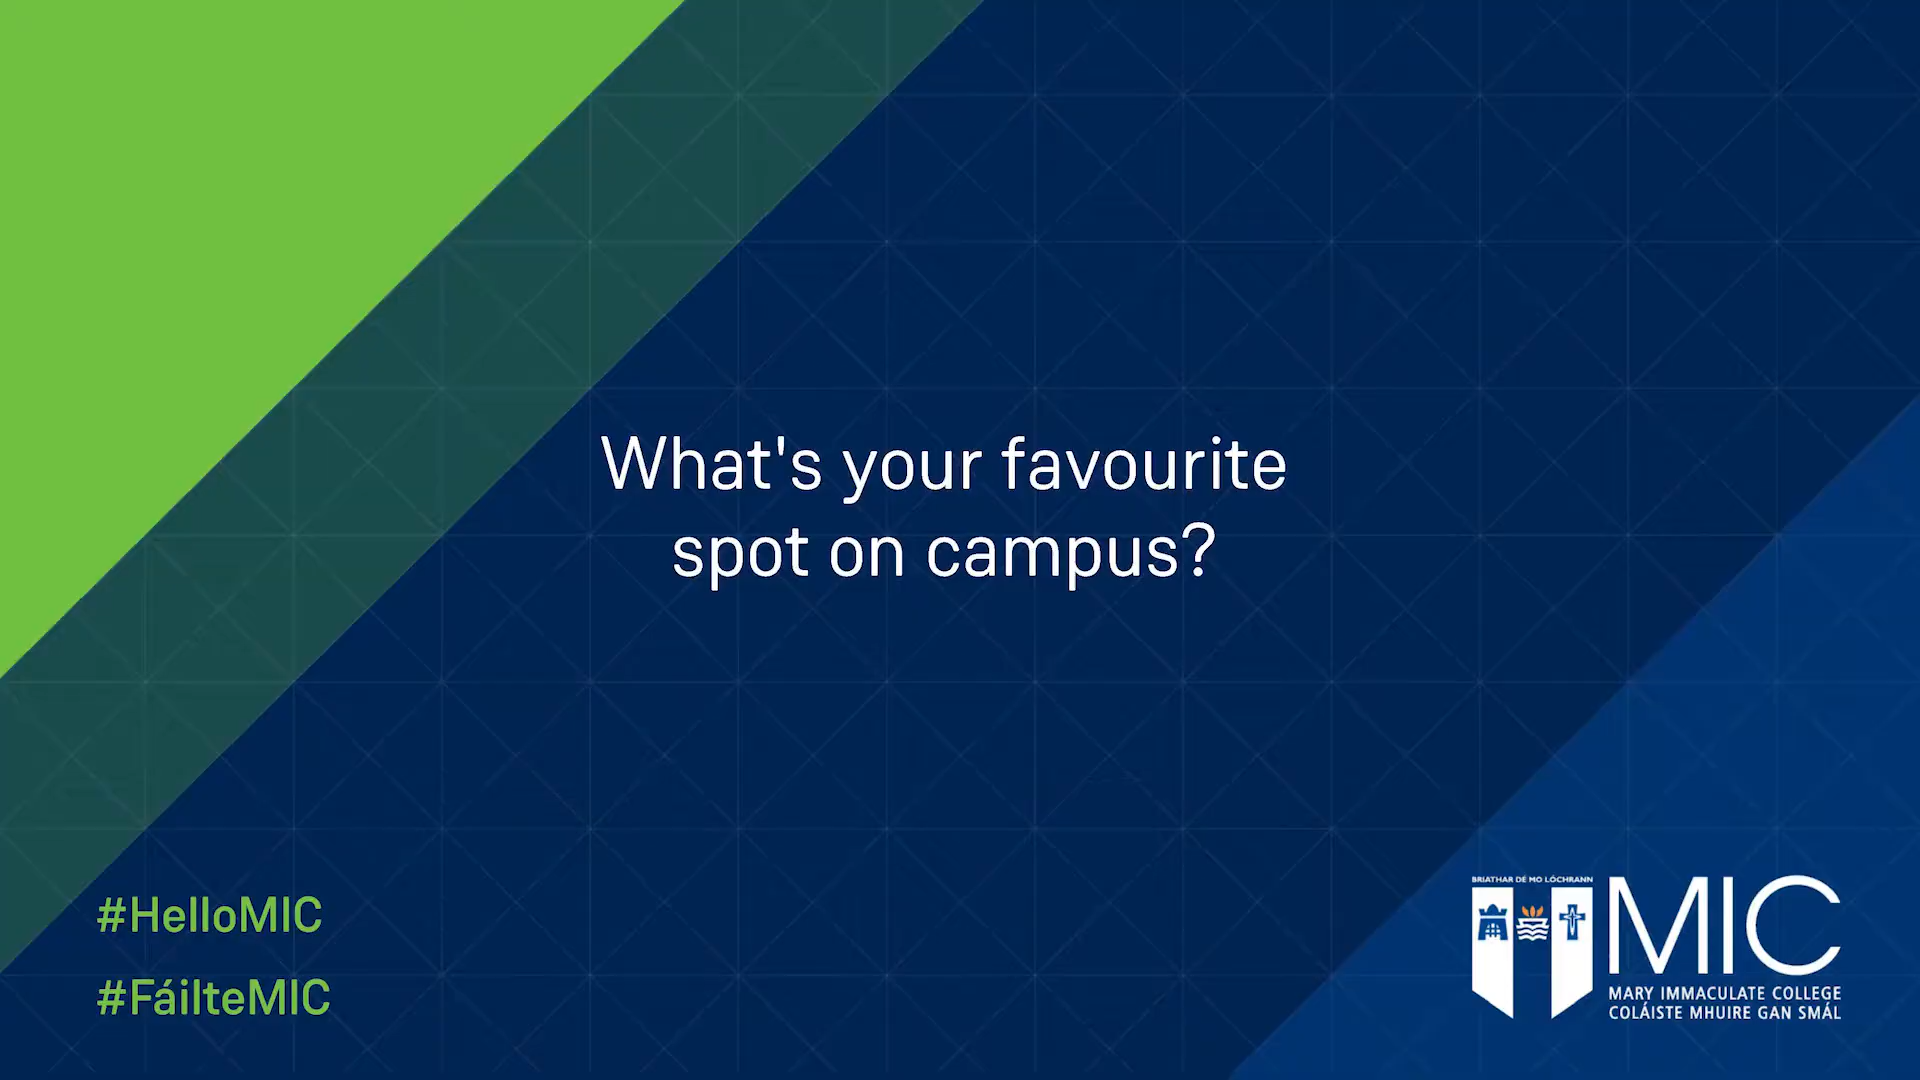 What's your favourite
spot on campus?
#HelloMIC
#FáilteMIC
BRIATHAR DÉ MO LÓCHRANN
MIC
MARY IMMACULATE COLLEGE
COLÁISTE MHUIRE GAN SMÁL